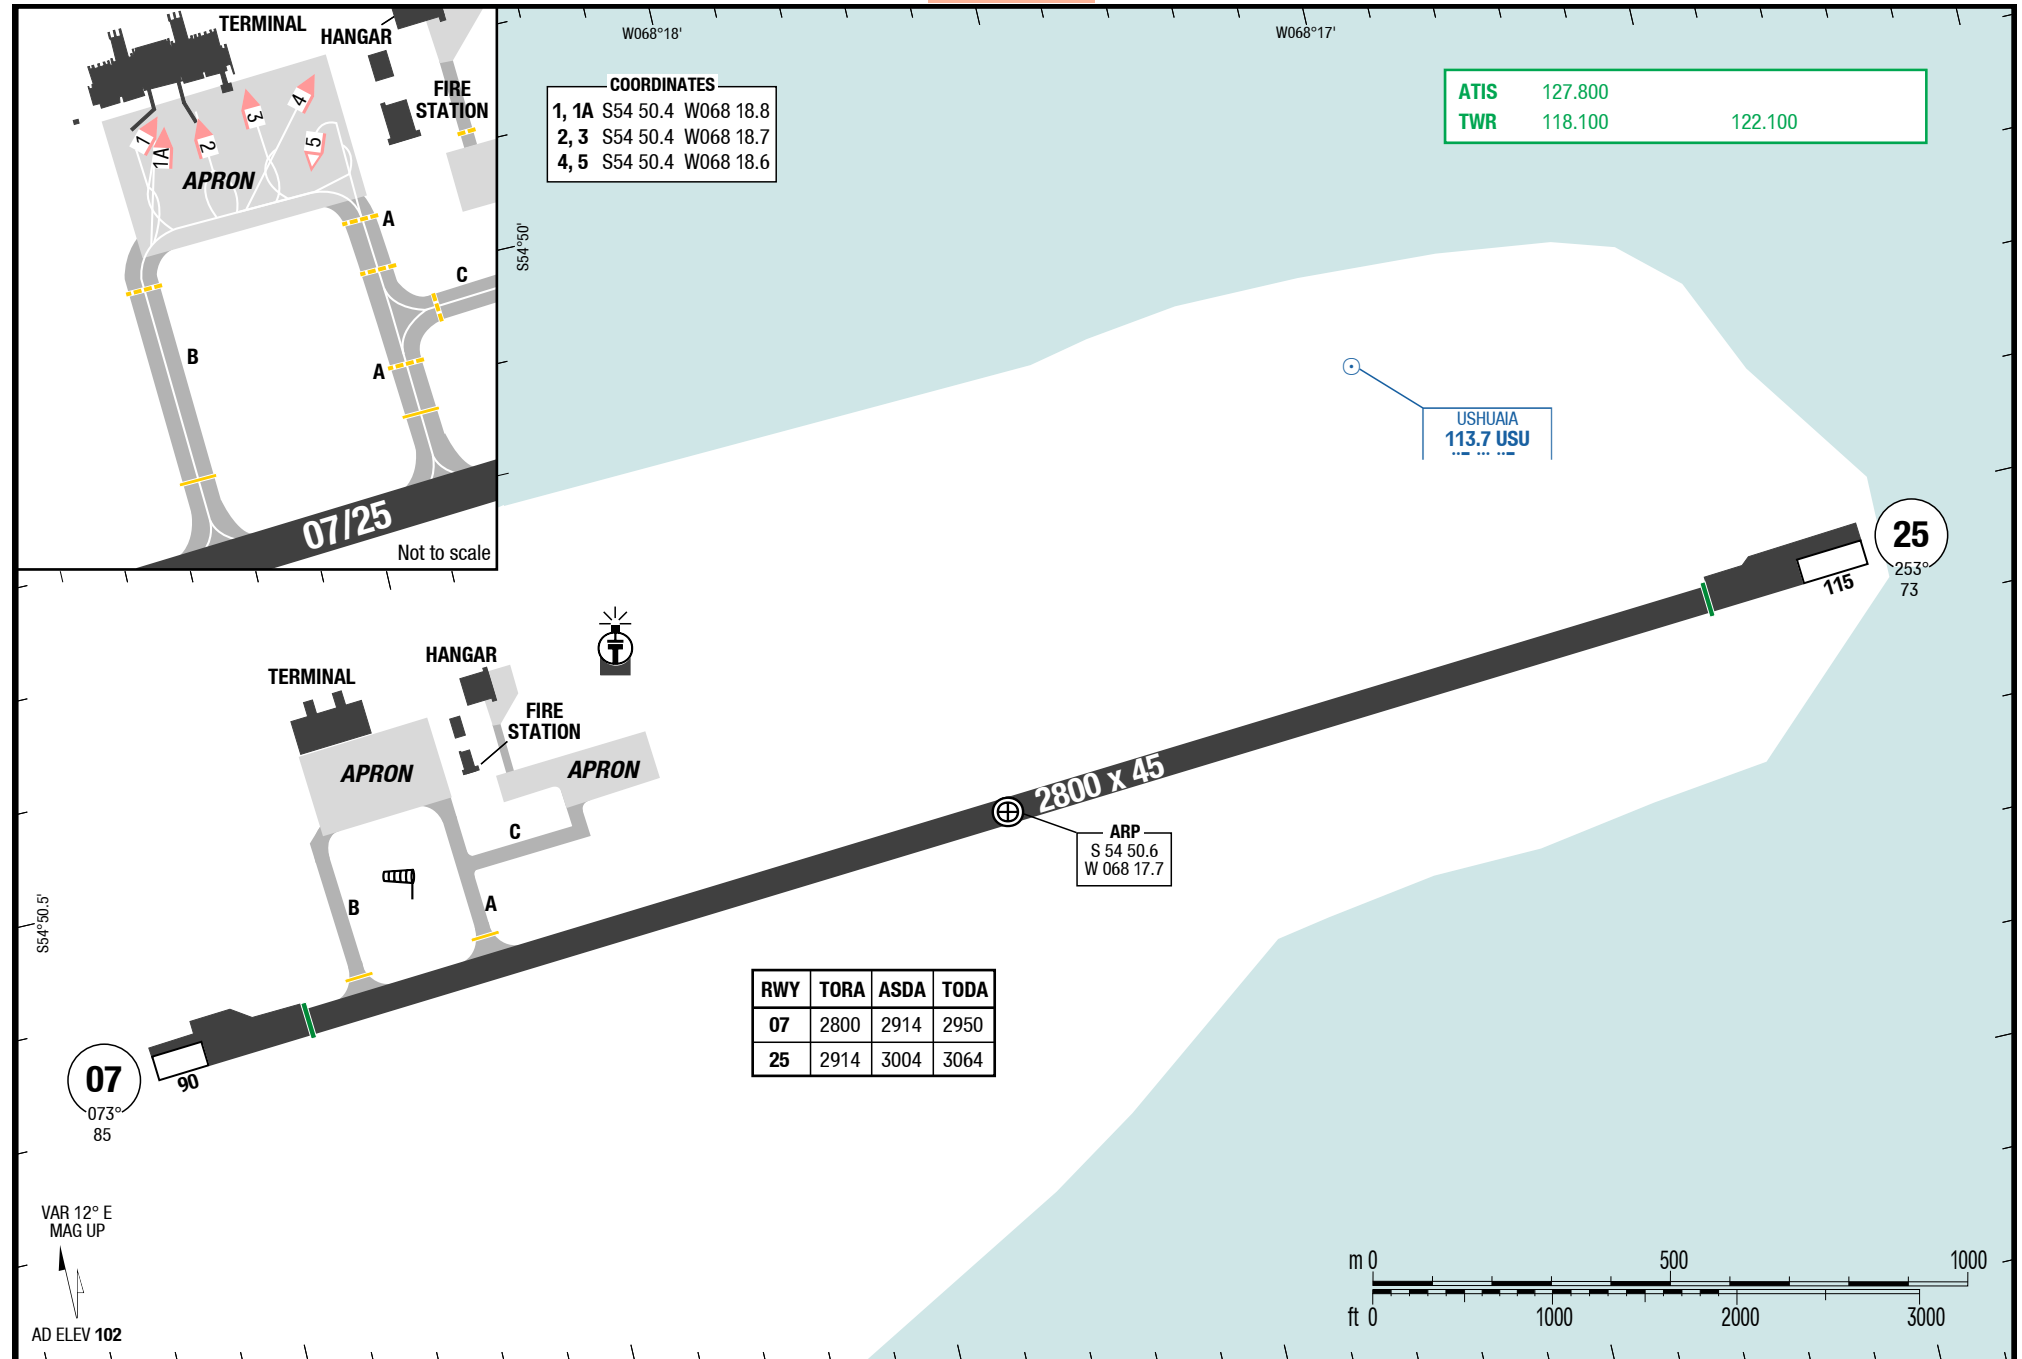 TERMINAL
HANGAR
FIRE
STATION
1
1A
2
3
4
5
APRON
A
C
B
A
07/25
Not to scale
W068°18'
W068°17'
S54°50'
COORDINATES
1, 1A S54 50.4 W068 18.8
2, 3 S54 50.4 W068 18.7
4, 5 S54 50.4 W068 18.6
ATIS 127.800
TWR 118.100 122.100
USHUAIA
113.7 USU
25
253°
73
115
TERMINAL
HANGAR
FIRE
STATION
APRON
APRON
C
B
A
T
2800 x 45
ARP
S 54 50.6
W 068 17.7
S54°50.5'
RWY TORA ASDA TODA
07 2800 2914 2950
25 2914 3004 3064
07
073°
85
90
VAR 12° E
MAG UP
AD ELEV 102
m 0 500 1000
ft 0 1000 2000 3000